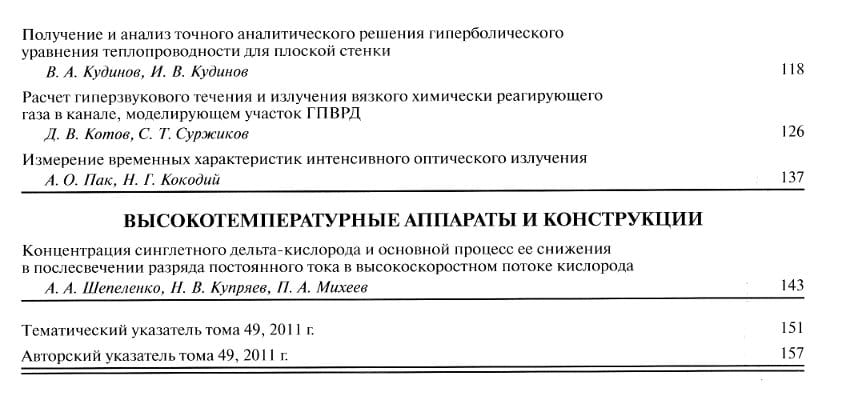 Получение и анализ точного аналитического решения гиперболического
уравнения теплопроводности для плоской стенки
В. А. Кудинов, И. В. Кудинов 118
Расчет гиперзвукового течения и излучения вязкого химически реагирующего
газа в канале, моделирующем участок ГПВРД
Д. В. Котов, С. Т. Суржиков 126
Измерение временных характеристик интенсивного оптического излучения
А. О. Пак, Н. Г. Кокодий 137
ВЫСОКОТЕМПЕРАТУРНЫЕ АППАРАТЫ И КОНСТРУКЦИИ
Концентрация синглетного дельта-кислорода и основной процесс ее снижения
в послесвечении разряда постоянного тока в высокоскоростном потоке кислорода
А. А. Шепеленко, Н. В. Купряев, П. А. Михеев 143
Тематический указатель тома 49, 2011 г. 151
Авторский указатель тома 49, 2011 г. 157